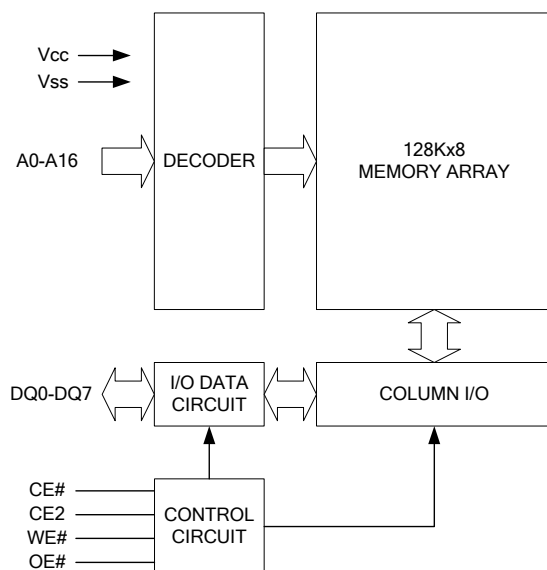 Vcc
Vss
A0-A16
DECODER
128Kx8
MEMORY ARRAY
DQ0-DQ7
I/O DATA
CIRCUIT
COLUMN I/O
CE#
CE2
WE#
OE#
CONTROL
CIRCUIT